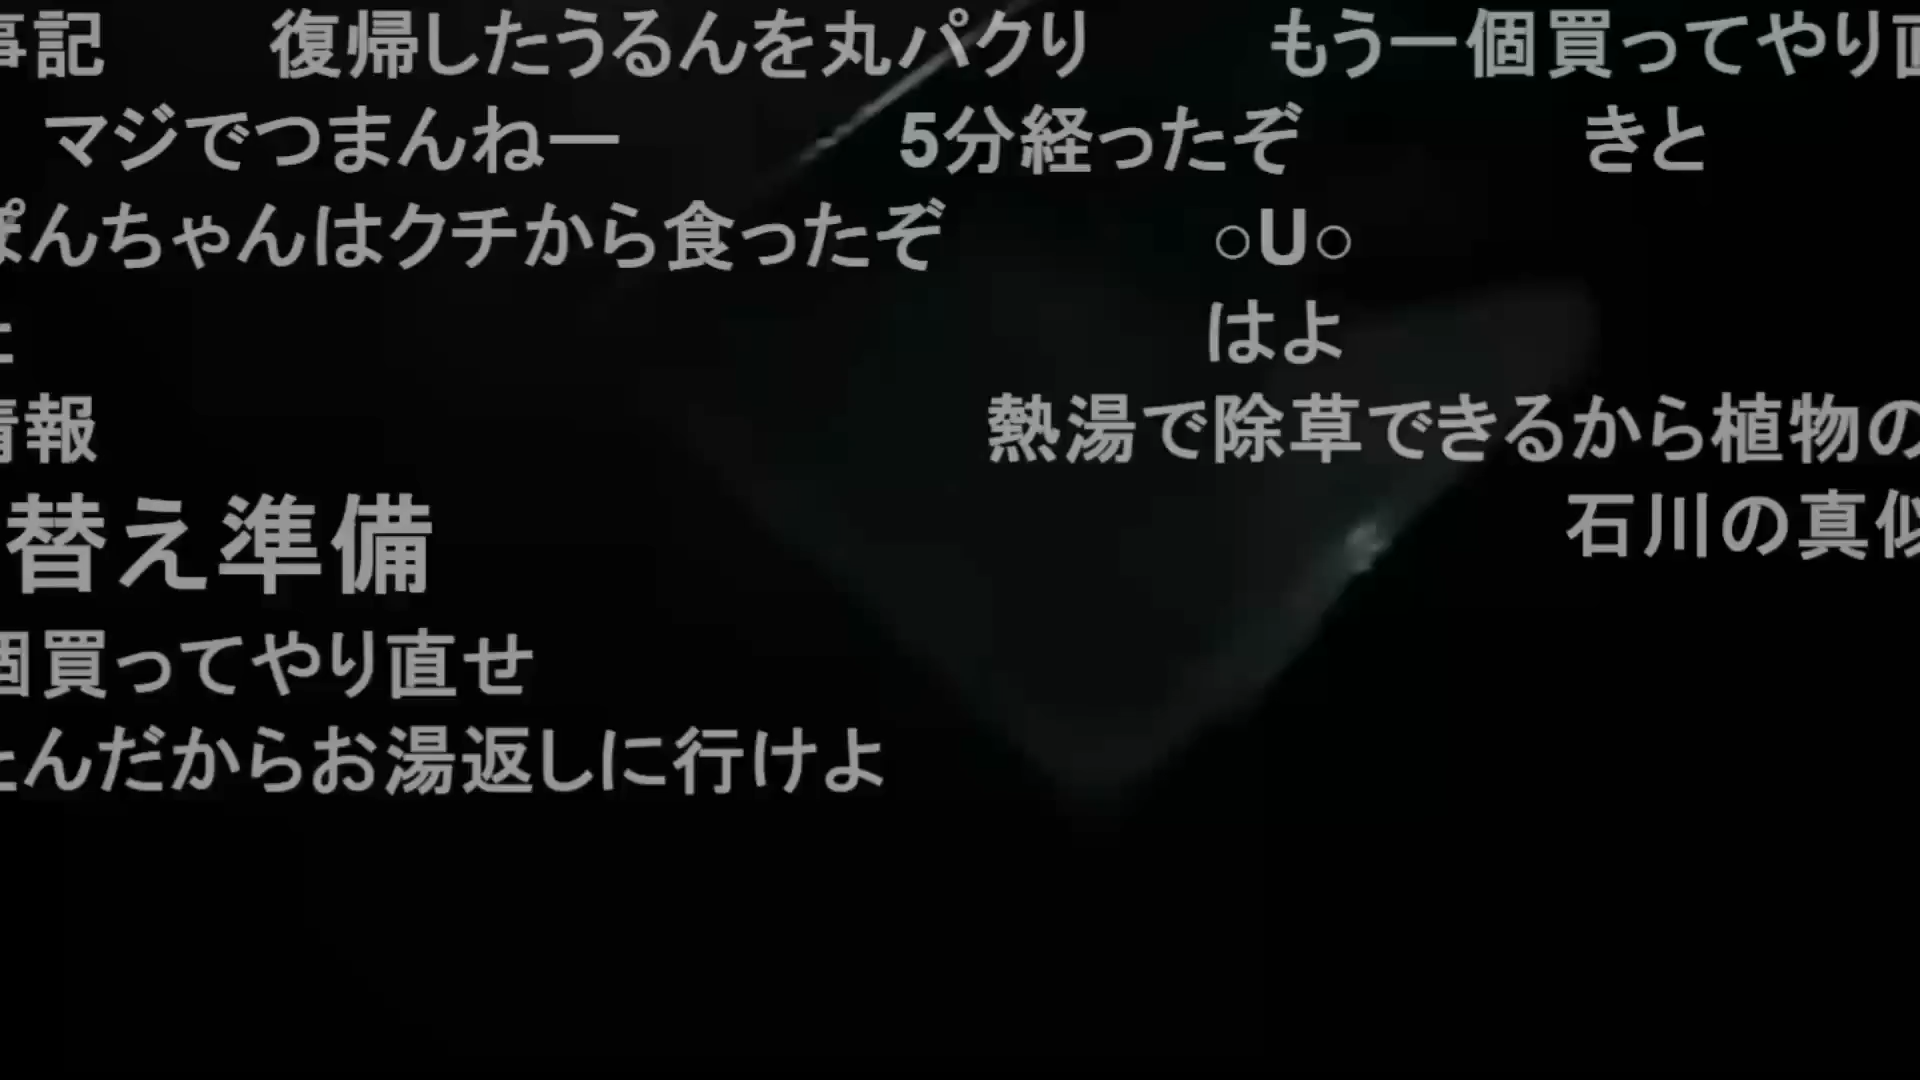 事記 復帰したうるんを丸パクり もう一個買ってやり直
マジでつまんねー 5分経ったぞ きと
ぽんちゃんはクチから食ったぞ ○U○
はよ
情報 熱湯で除草できるから植物の
替え準備 石川の真似
個買ってやり直せ
んだからお湯返しに行けよ